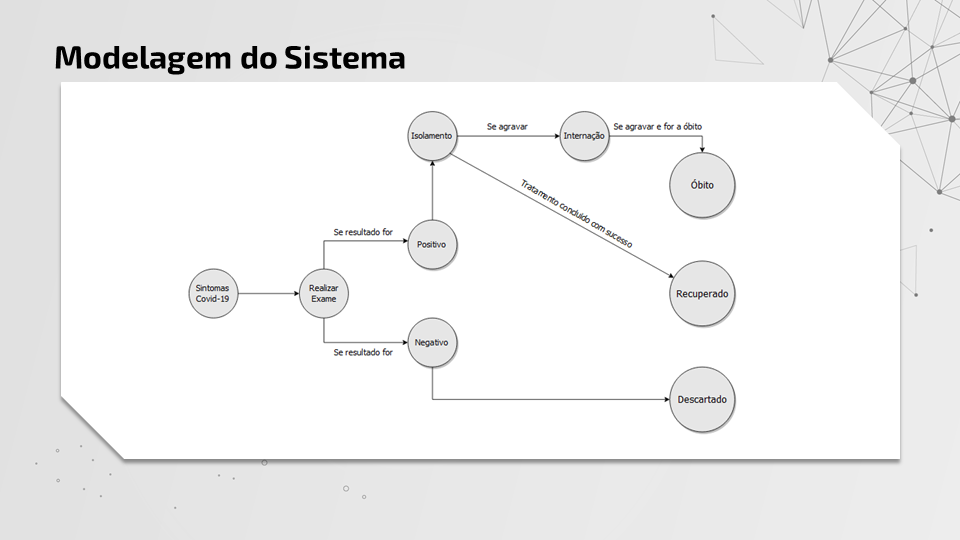 Modelagem do Sistema
Isolamento
Se agravar
Internação
Se agravar e for a óbito
Óbito
Tratamento concluído com sucesso
Se resultado for
Positivo
Sintomas
Covid-19
Realizar
Exame
Recuperado
Negativo
Se resultado for
Descartado